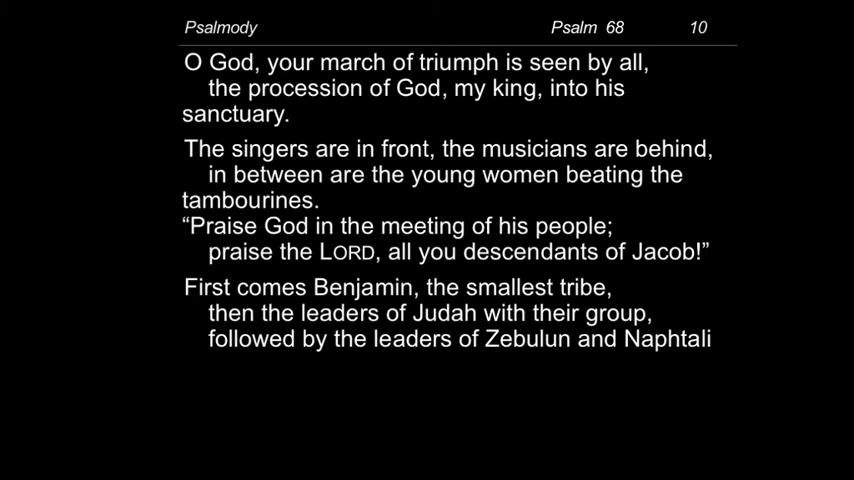 Psalmody Psalm 68 10
O God, your march of triumph is seen by all,
the procession of God, my king, into his
sanctuary.
The singers are in front, the musicians are behind,
in between are the young women beating the
tambourines.
“Praise God in the meeting of his people;
praise the LORD, all you descendants of Jacob!”
First comes Benjamin, the smallest tribe,
then the leaders of Judah with their group,
followed by the leaders of Zebulun and Naphtali